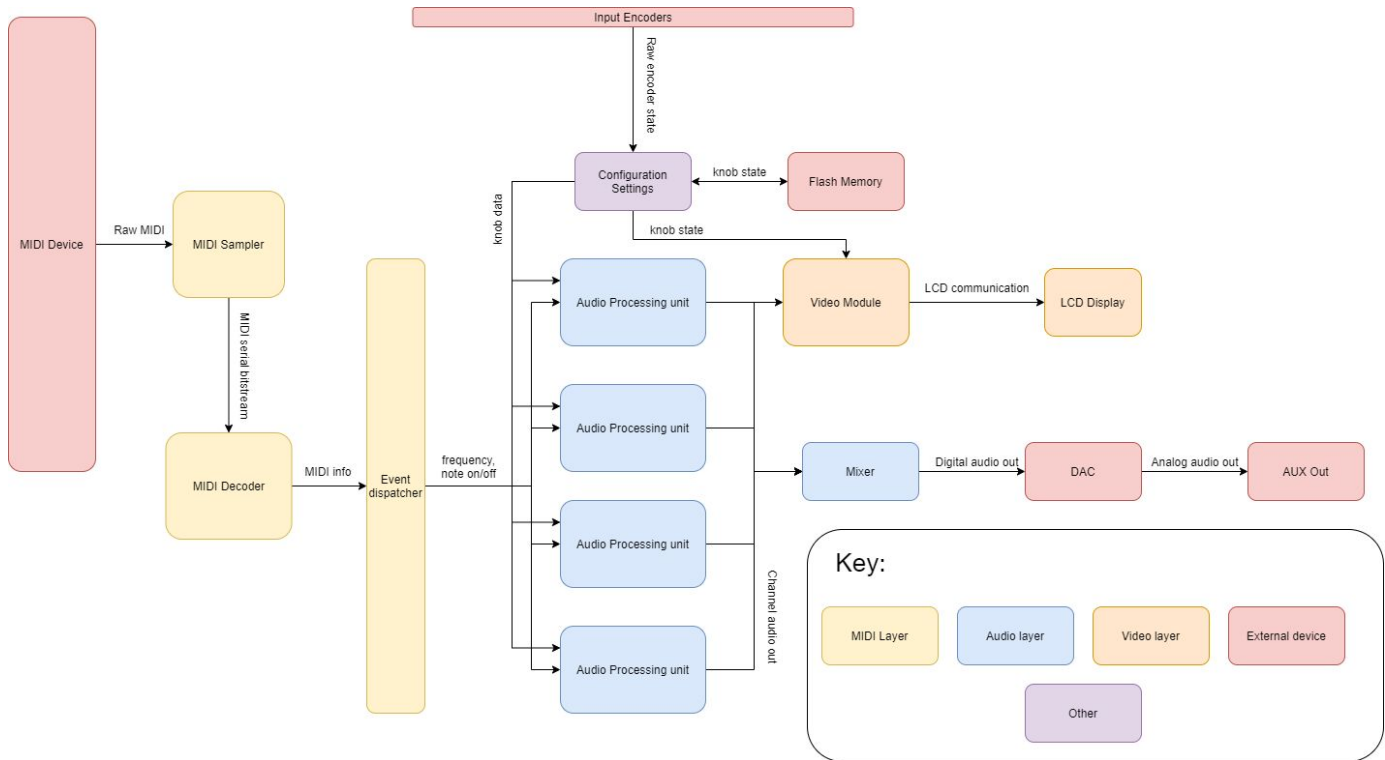 Input Encoders
Raw encoder state
Configuration
Settings
knob state
Flash Memory
knob data
knob state
MIDI Device
Raw MIDI
MIDI Sampler
MIDI serial bitstream
MIDI Decoder
MIDI info
Event
dispatcher
frequency,
note on/off
Audio Processing unit
Video Module
LCD communication
LCD Display
Audio Processing unit
Mixer
Digital audio out
DAC
Analog audio out
AUX Out
Audio Processing unit
Audio Processing unit
Channel audio out
Key:
MIDI Layer
Audio layer
Video layer
External device
Other